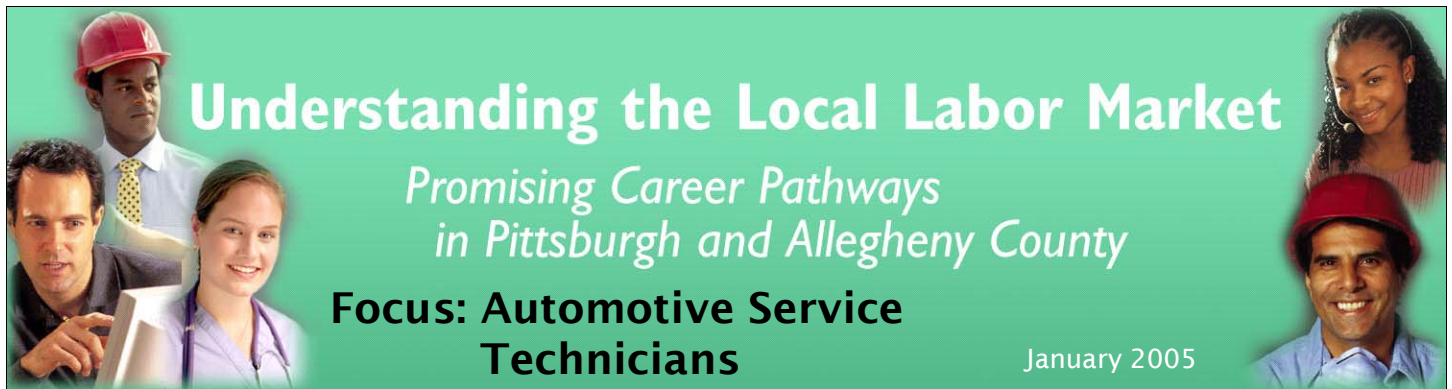 Understanding the Local Labor Market
Promising Career Pathways
in Pittsburgh and Allegheny County
Focus: Automotive Service
Technicians
January 2005